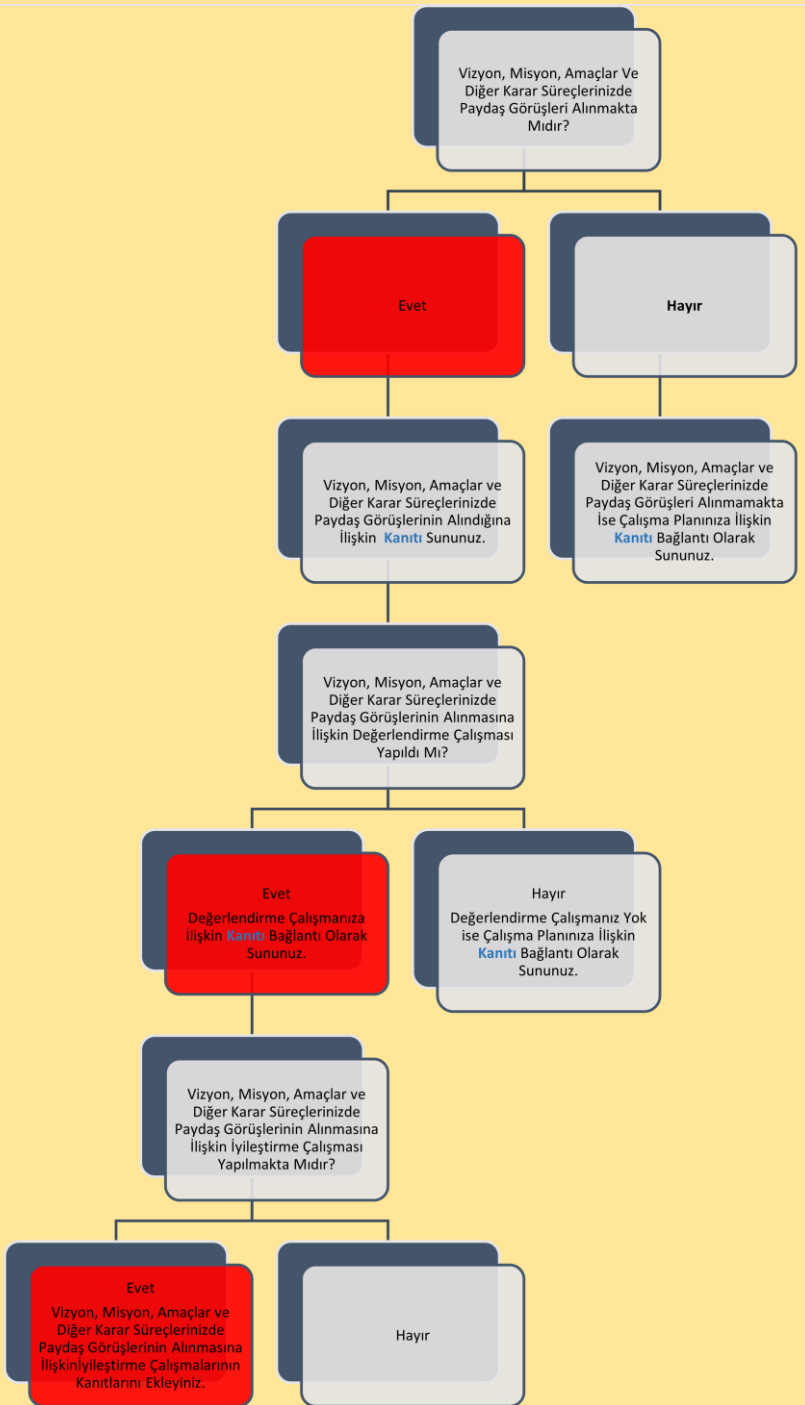 Vizyon, Misyon, Amaçlar Ve
Diğer Karar Süreçlerinizde
Paydaş Görüşleri Alınmakta
Mıdır?
Evet
Hayır
Vizyon, Misyon, Amaçlar ve
Diğer Karar Süreçlerinizde
Paydaş Görüşlerinin Alındığına
İlişkin Kanıtı Sununuz.
Vizyon, Misyon, Amaçlar ve
Diğer Karar Süreçlerinizde
Paydaş Görüşleri Alınmamakta
İse Çalışma Planınıza İlişkin
Kanıtı Bağlantı Olarak
Sununuz.
Vizyon, Misyon, Amaçlar ve
Diğer Karar Süreçlerinizde
Paydaş Görüşlerinin Alınmasına
İlişkin Değerlendirme Çalışması
Yapıldı Mı?
Evet
Değerlendirme Çalışmanıza
İlişkin Kanıtı Bağlantı Olarak
Sununuz.
Hayır
Değerlendirme Çalışmanız Yok
ise Çalışma Planınıza İlişkin
Kanıtı Bağlantı Olarak
Sununuz.
Vizyon, Misyon, Amaçlar ve
Diğer Karar Süreçlerinizde
Paydaş Görüşlerinin Alınmasına
İlişkin İyileştirme Çalışması
Yapılmakta Mıdır?
Evet
Vizyon, Misyon, Amaçlar ve
Diğer Karar Süreçlerinizde
Paydaş Görüşlerinin Alınmasına
İlişkinİyileştirme Çalışmalarının
Kanıtlarını Ekleyiniz.
Hayır